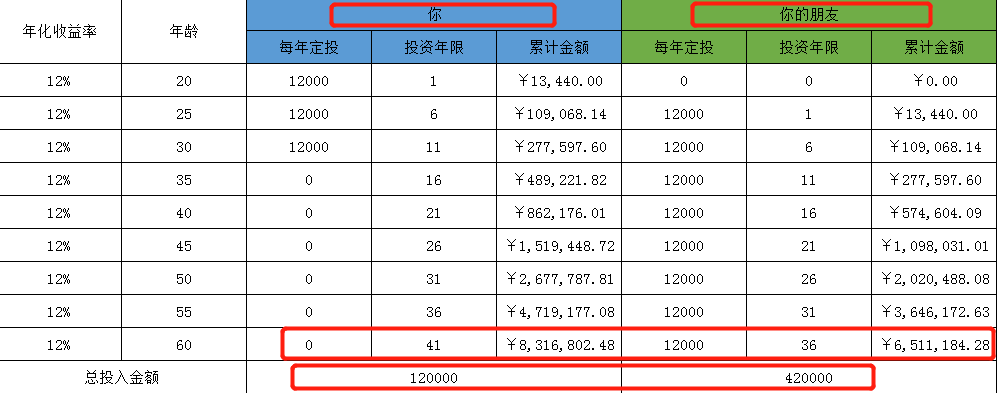 你 你的朋友
年化收益率 年龄
每年定投 投资年限 累计金额 每年定投 投资年限 累计金额
12% 20 12000 1 ￥13,440.00 0 0 ￥0.00
12% 25 12000 6 ￥109,068.14 12000 1 ￥13,440.00
12% 30 12000 11 ￥277,597.60 12000 6 ￥109,068.14
12% 35 0 16 ￥489,221.82 12000 11 ￥277,597.60
12% 40 0 21 ￥862,176.01 12000 16 ￥574,604.09
12% 45 0 26 ￥1,519,448.72 12000 21 ￥1,098,031.01
12% 50 0 31 ￥2,677,787.81 12000 26 ￥2,020,488.08
12% 55 0 36 ￥4,719,177.08 12000 31 ￥3,646,172.63
12% 60 0 41 ￥8,316,802.48 12000 36 ￥6,511,184.28
总投入金额 120000 420000